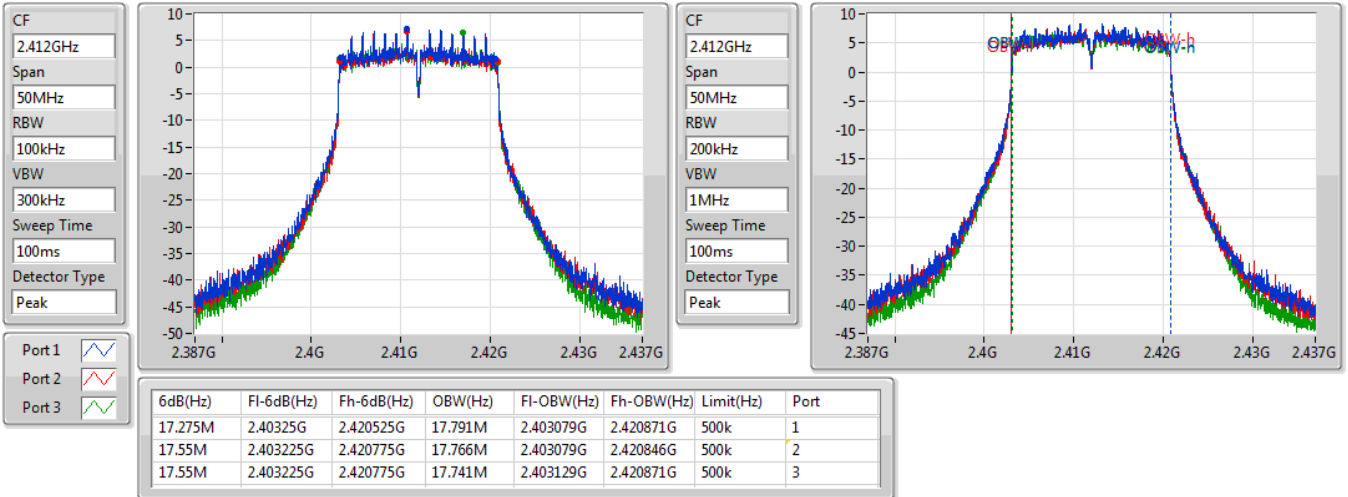 CF
2.412GHz
Span
50MHz
RBW
100kHz
VBW
300kHz
Sweep Time
100ms
Detector Type
Peak
10
5
0
-5
-10
-15
-20
-25
-30
-35
-40
-45
-50
2.387G 2.4G 2.41G 2.42G 2.43G 2.437G
CF
2.412GHz
Span
50MHz
RBW
200kHz
VBW
1MHz
Sweep Time
100ms
Detector Type
Peak
10
5
0
-5
-10
-15
-20
-25
-30
-35
-40
-45
2.387G 2.4G 2.41G 2.42G 2.43G 2.437G
Port 1
Port 2
Port 3
6dB(Hz) Fl-6dB(Hz) Fh-6dB(Hz) OBW(Hz) Fl-OBW(Hz) Fh-OBW(Hz) Limit(Hz) Port
17.275M 2.40325G 2.420525G 17.791M 2.403079G 2.420871G 500k 1
17.55M 2.403225G 2.420775G 17.766M 2.403079G 2.420846G 500k 2
17.55M 2.403225G 2.420775G 17.741M 2.403129G 2.420871G 500k 3